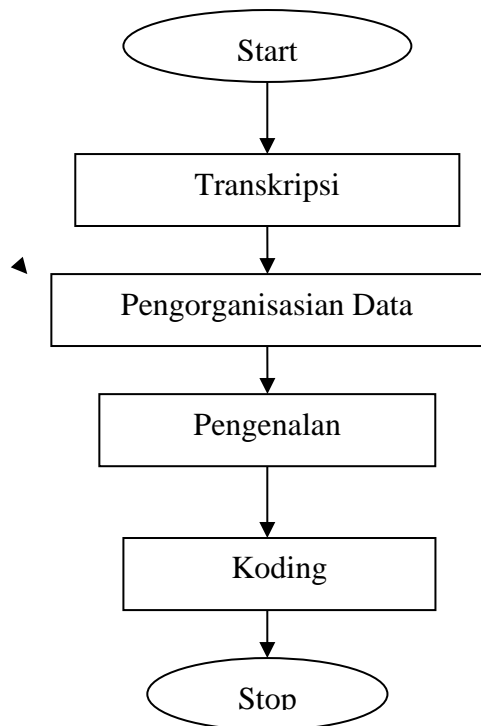 Start
Transkripsi
Pengorganisasian Data
Pengenalan
Koding
Stop